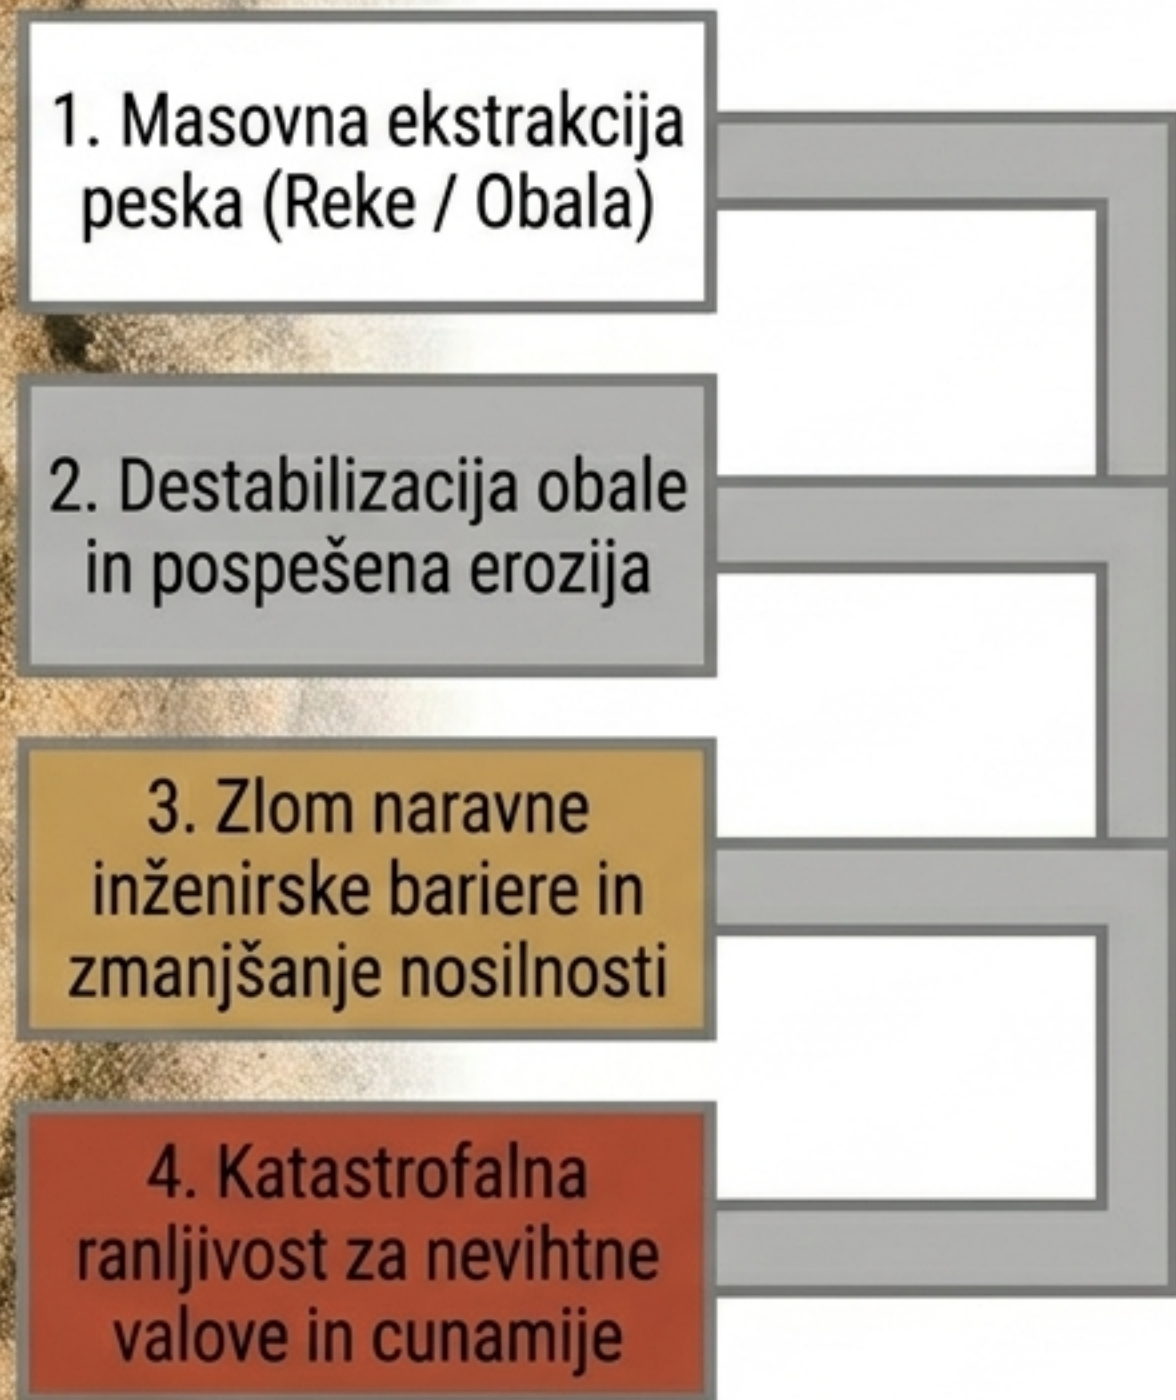 1. Masovna ekstrakcija
peska (Reke / Obala)
2. Destabilizacija obale
in pospešena erozija
3. Zlom naravne
inženirske bariere in
zmanjšanje nosilnosti
4. Katastrofalna
ranljivost za nevihtne
valove in cunamije